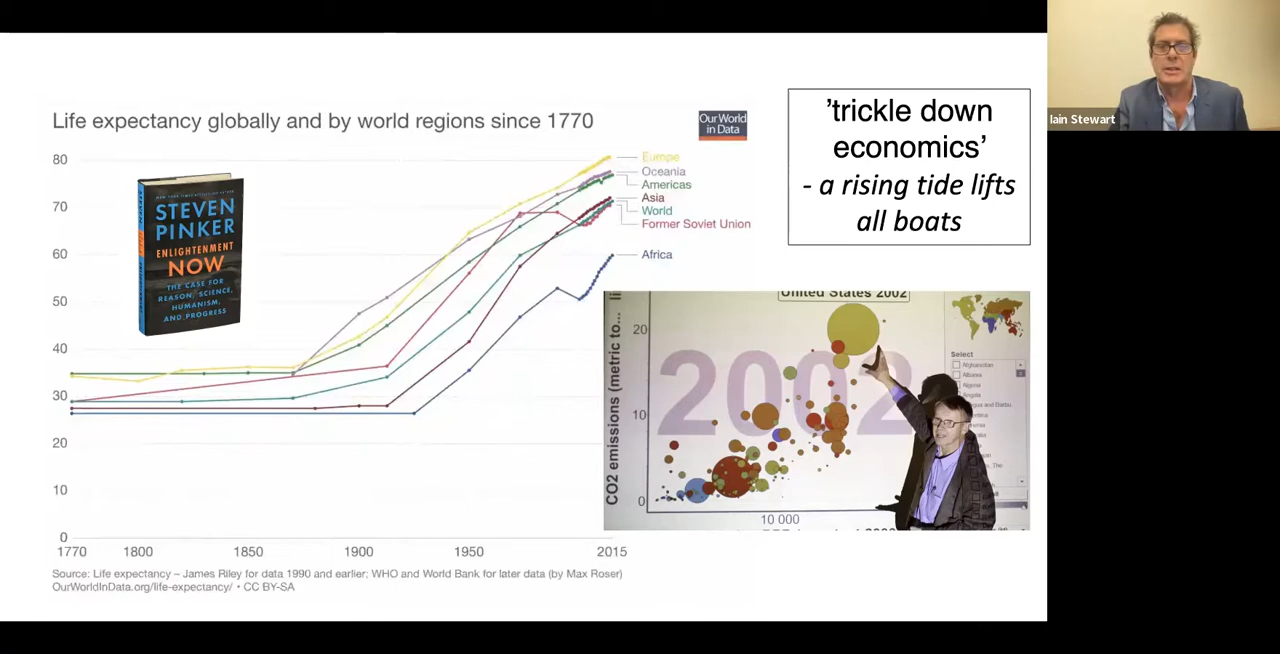 Life expectancy globally and by world regions since 1770
Our World
in Data
80
70
60
50
40
30
20
10
0
1770
1800
1850
1900
1950
2015
Europe
Oceania
Americas
Asia
World
Former Soviet Union
Africa
STEVEN
PINKER
ENLIGHTENMENT
NOW
THE CASE FOR
REASON, SCIENCE,
HUMANISM,
AND PROGRESS
Source: Life expectancy – James Riley for data 1990 and earlier; WHO and World Bank for later data (by Max Roser)
OurWorldInData.org/life-expectancy/ • CC BY-SA
’trickle down
economics’
- a rising tide lifts
all boats
United States 2002
CO2 emissions (metric to...
20
10
0
2002
10 000
Select
Afghanistan
Albania
Algeria
Angola
Iain Stewart